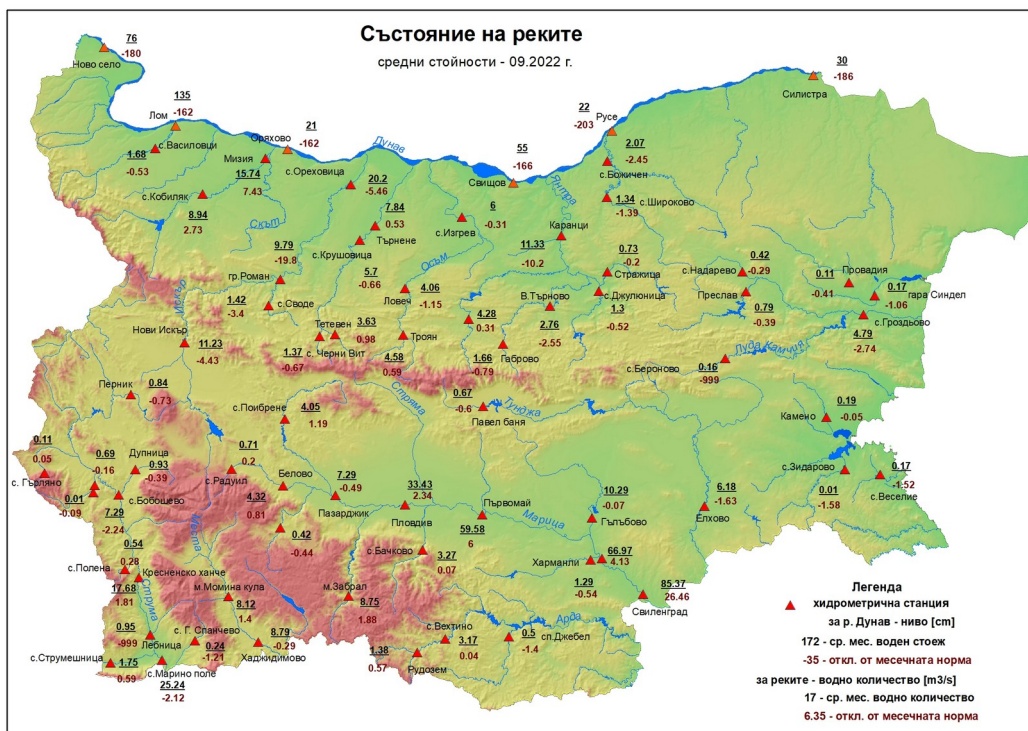 Състояние на реките
средни стойности - 09.2022 г.
76
-180
Ново село
30
-186
Силистра
135
-162
Лом
22
-203
Русе
21
-162
Оряхово
55
-166
Свищов
Дунав
с.Василовци
1.68
-0.53
Мизия
15.74
7.43
с.Ореховица
20.2
-5.46
2.07
-2.45
с.Божичен
с.Кобиляк
8.94
2.73
Скът
7.84
0.53
Търнене
6
-0.31
с.Изгрев
Янтра
1.34
-1.39
с.Широково
Каранци
11.33
-10.2
9.79
-19.8
гр.Роман
с.Крушовица
5.7
-0.66
Осъм
0.73
-0.2
Стражица
с.Надарево
0.42
-0.29
Провадия
0.11
-0.41
0.17
-1.06
гара Синдел
Искър
1.42
-3.4
с.Своде
4.06
-1.15
Ловеч
В.Търново
2.76
-2.55
с.Джулюница
1.3
-0.52
Преслав
0.79
-0.39
с.Гроздьово
4.79
-2.74
Нови Искър
11.23
-4.43
Тетевен
3.63
0.98
1.37
-0.67
с. Черни Вит
Троян
4.58
0.59
4.28
0.31
Габрово
1.66
-0.79
Луда Камчия
с.Бероново
0.16
-999
Перник
0.84
-0.73
с.Поибрене
4.05
1.19
Стряма
0.67
-0.6
Павел баня
Тунджа
0.19
-0.05
Камено
0.11
0.05
с. Гърляно
0.69
-0.16
Дупница
0.93
-0.39
0.71
0.2
с.Радуил
Белово
4.32
0.81
7.29
-0.49
Пазарджик
33.43
2.34
Пловдив
Първомай
59.58
6
Марица
10.29
-0.07
Гълъбово
6.18
-1.63
Елхово
с.Зидарово
0.01
-1.58
0.17
-1.52
с.Веселие
0.01
-0.09
с.Бобошево
7.29
-2.24
0.42
-0.44
Места
0.54
0.28
с.Полена
Кресненско ханче
17.68
1.81
Струма
м.Момина кула
8.12
1.4
м.Забрал
8.75
1.88
с.Бачково
3.27
0.07
Харманли
1.29
-0.54
66.97
4.13
85.37
26.46
Свиленград
0.95
-999
Лебница
с. Г. Спанчево
0.24
-1.21
8.79
-0.29
Хаджидимово
с.Струмешница
1.75
0.59
с.Марино поле
25.24
-2.12
с.Вехтино
3.17
0.04
1.38
0.57
Рудозем
Арда
0.5
-1.4
сп.Джебел
Легенда
хидрометрична станция
за р. Дунав - ниво [cm]
172 - ср. мес. воден стоеж
-35 - откл. от месечната норма
за реките - водно количество [m3/s]
17 - ср. мес. водно количество
6.35 - откл. от месечната норма